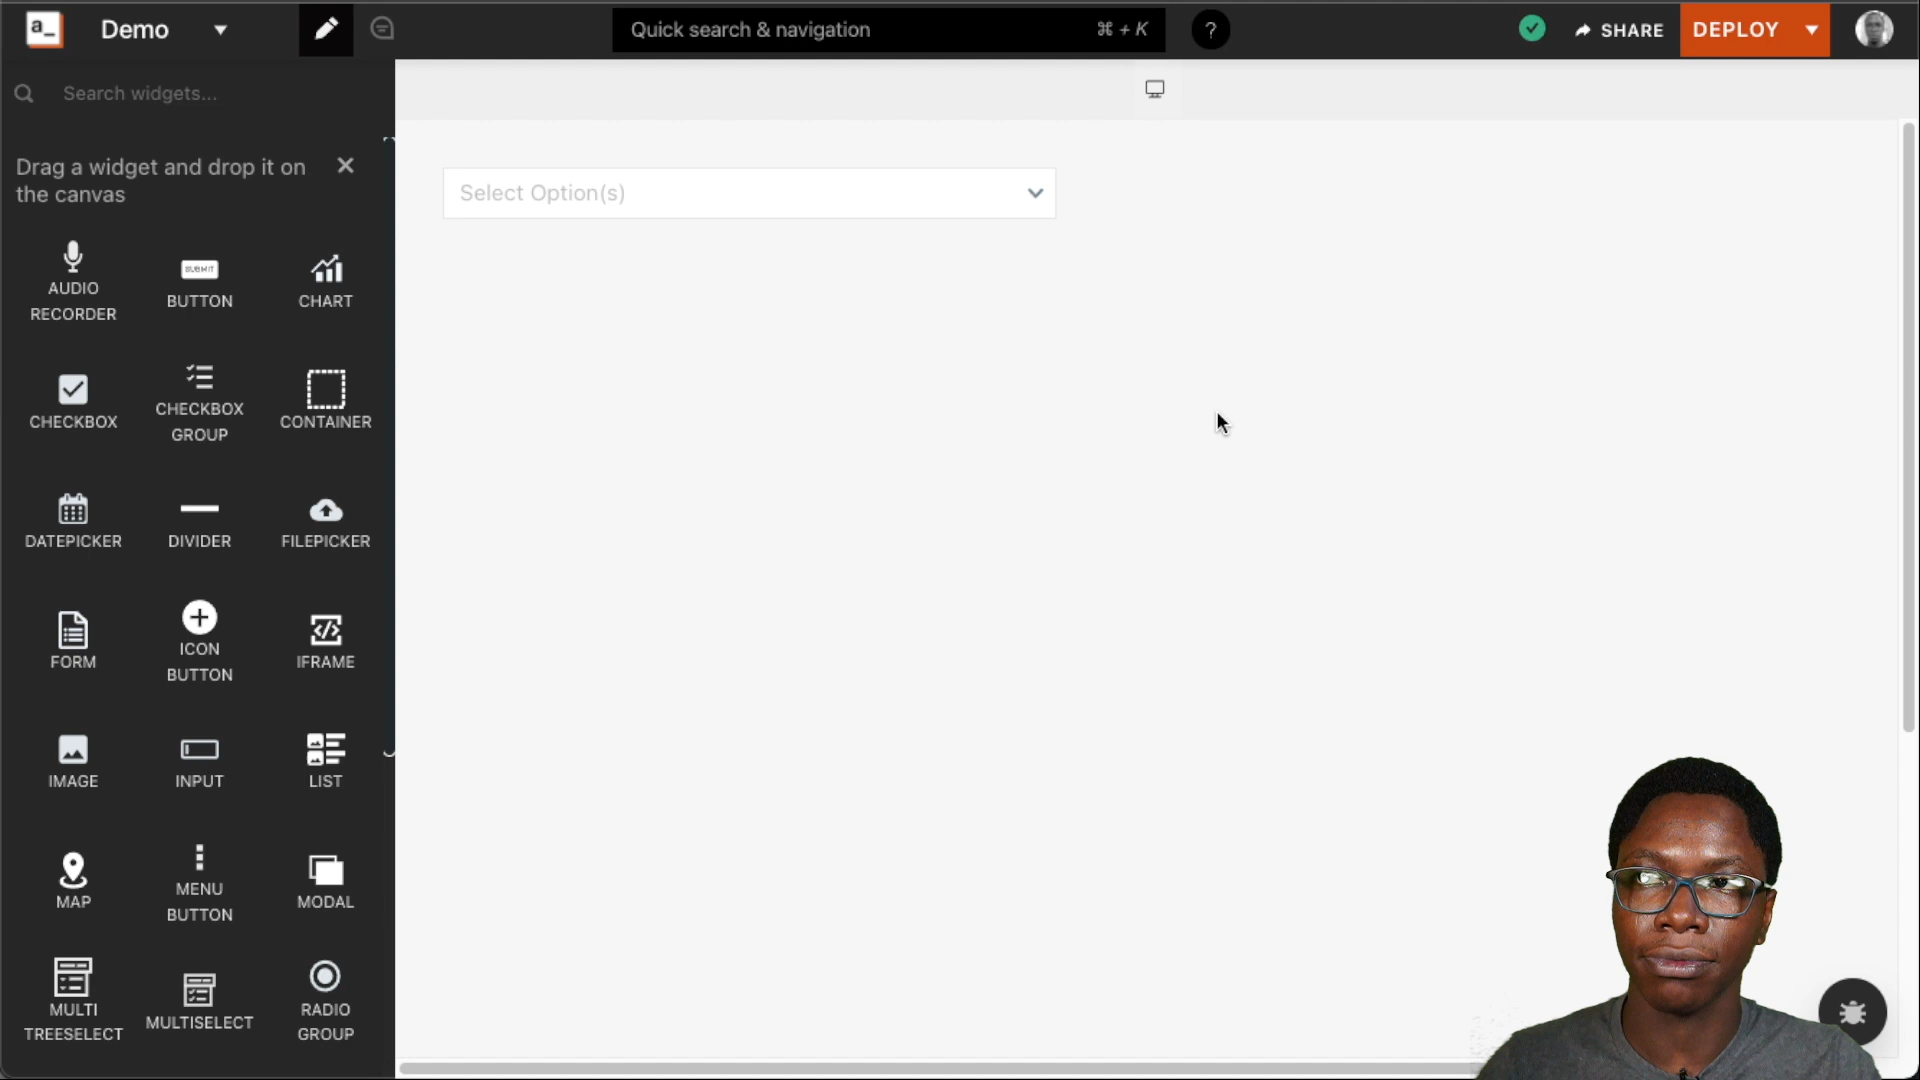 a_
Demo
Quick search & navigation
⌘ + K
?
SHARE
DEPLOY
Search widgets...
Drag a widget and drop it on
the canvas
AUDIO
RECORDER
SUBMIT
BUTTON
CHART
CHECKBOX
CHECKBOX
GROUP
CONTAINER
DATEPICKER
DIVIDER
FILEPICKER
FORM
ICON
BUTTON
IFRAME
IMAGE
INPUT
LIST
MAP
MENU
BUTTON
MODAL
MULTI
TREESELECT
MULTISELECT
RADIO
GROUP
Select Option(s)